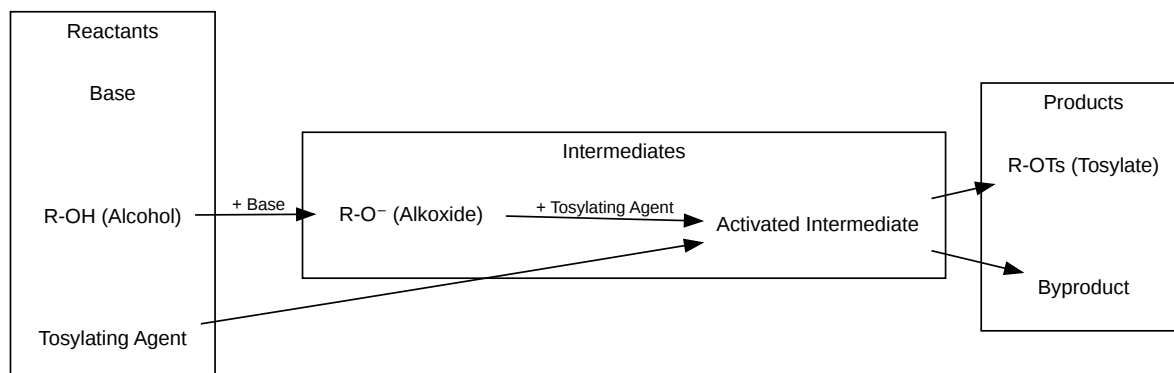 Reactants
Base
R-OH (Alcohol)
Tosylating Agent
+ Base
Intermediates
R-O⁻ (Alkoxide)
+ Tosylating Agent
Activated Intermediate
Products
R-OTs (Tosylate)
Byproduct